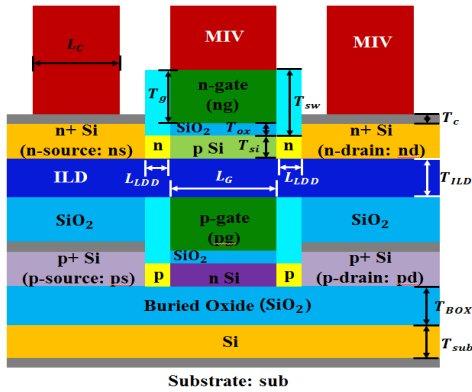 L_C
MIV
MIV
n-gate
(ng)
T_g
T_sw
T_c
n+ Si
(n-source: ns)
SiO₂
T_ox
n
p Si
T_si
n
n+ Si
(n-drain: nd)
ILD
L_LDD
L_G
L_LDD
T_ILD
SiO₂
p-gate
(pg)
SiO₂
SiO₂
p+ Si
(p-source: ps)
p
n Si
p
p+ Si
(p-drain: pd)
Buried Oxide (SiO₂)
T_BOX
Si
T_sub
Substrate: sub